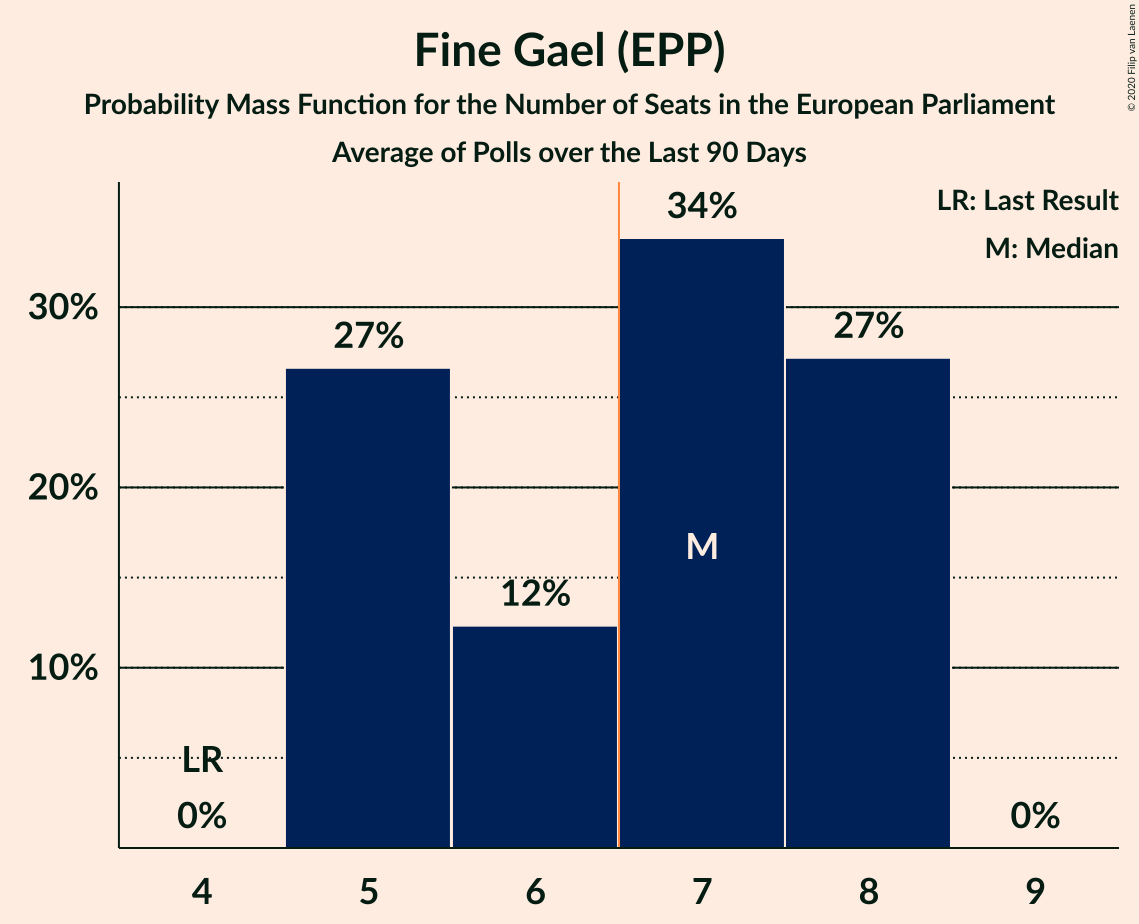 Fine Gael (EPP)
Probability Mass Function for the Number of Seats in the European Parliament
Average of Polls over the Last 90 Days
© 2020 Filip van Laenen
LR: Last Result
M: Median
34%
30%
27%
27%
20%
M
12%
10%
LR
0%
0%
4 5 6 7 8 9